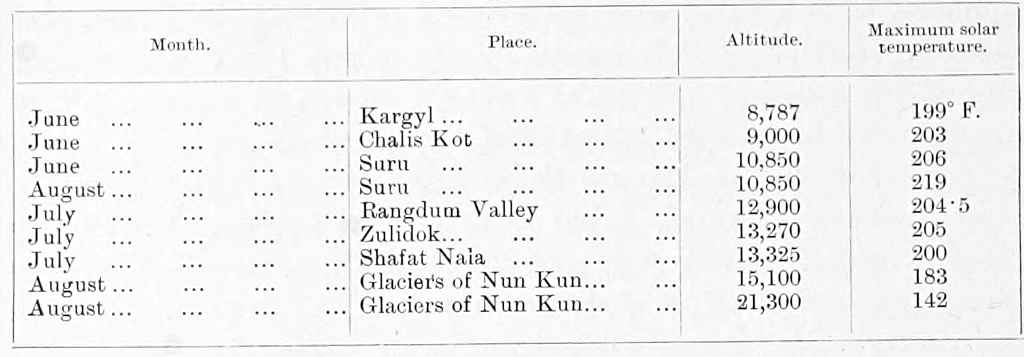 Month. Place. Altitude. Maximum solar temperature.
June ... ... ... ... Kargyl ... ... ... ... 8,787 199° F.
June ... ... ... ... Chalis Kot ... ... ... 9,000 203
June ... ... ... ... Suru ... ... ... ... 10,850 206
August ... ... ... ... Suru ... ... ... ... 10,850 219
July ... ... ... ... Rangdum Valley ... ... 12,900 204·5
July ... ... ... ... Zulidok... ... ... ... 13,270 205
July ... ... ... ... Shafat Naia ... ... ... 13,325 200
August ... ... ... ... Glaciers of Nun Kun... ... 15,100 183
August ... ... ... ... Glaciers of Nun Kun... ... 21,300 142